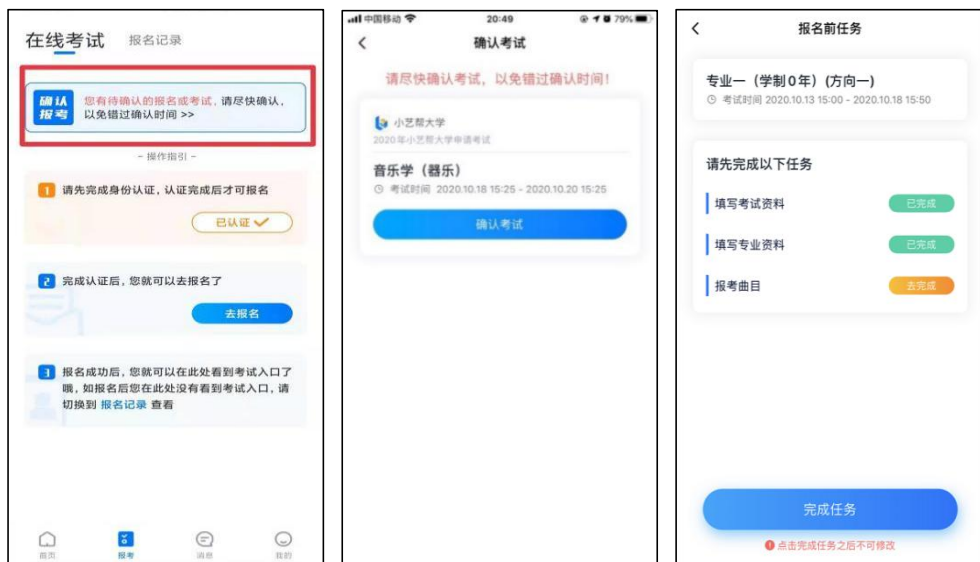 在线考试 报名记录
确认报考
您有待确认的报名或考试,请尽快确认,
以免错过确认时间 >>
- 操作指引 -
1 请先完成身份认证,认证完成后才可报名
已认证
2 完成认证后,您就可以去报名了
去报名
3 报名成功后,您就可以在此处看到考试入口了
哦,如报名后您在此处没有看到考试入口,请
切换到 报名记录 查看
首页 报考 消息 我的
中国移动 20:49 79%
确认考试
请尽快确认考试,以免错过确认时间!
小艺帮大学
2020年小艺帮大学申请考试
音乐学(器乐)
考试时间 2020.10.18 15:25 - 2020.10.20 15:25
确认考试
报名前任务
专业一(学制0年)(方向一)
考试时间 2020.10.13 15:00 - 2020.10.18 15:50
请先完成以下任务
填写考试资料 已完成
填写专业资料 已完成
报考曲目 去完成
完成任务
点击完成任务之后不可修改